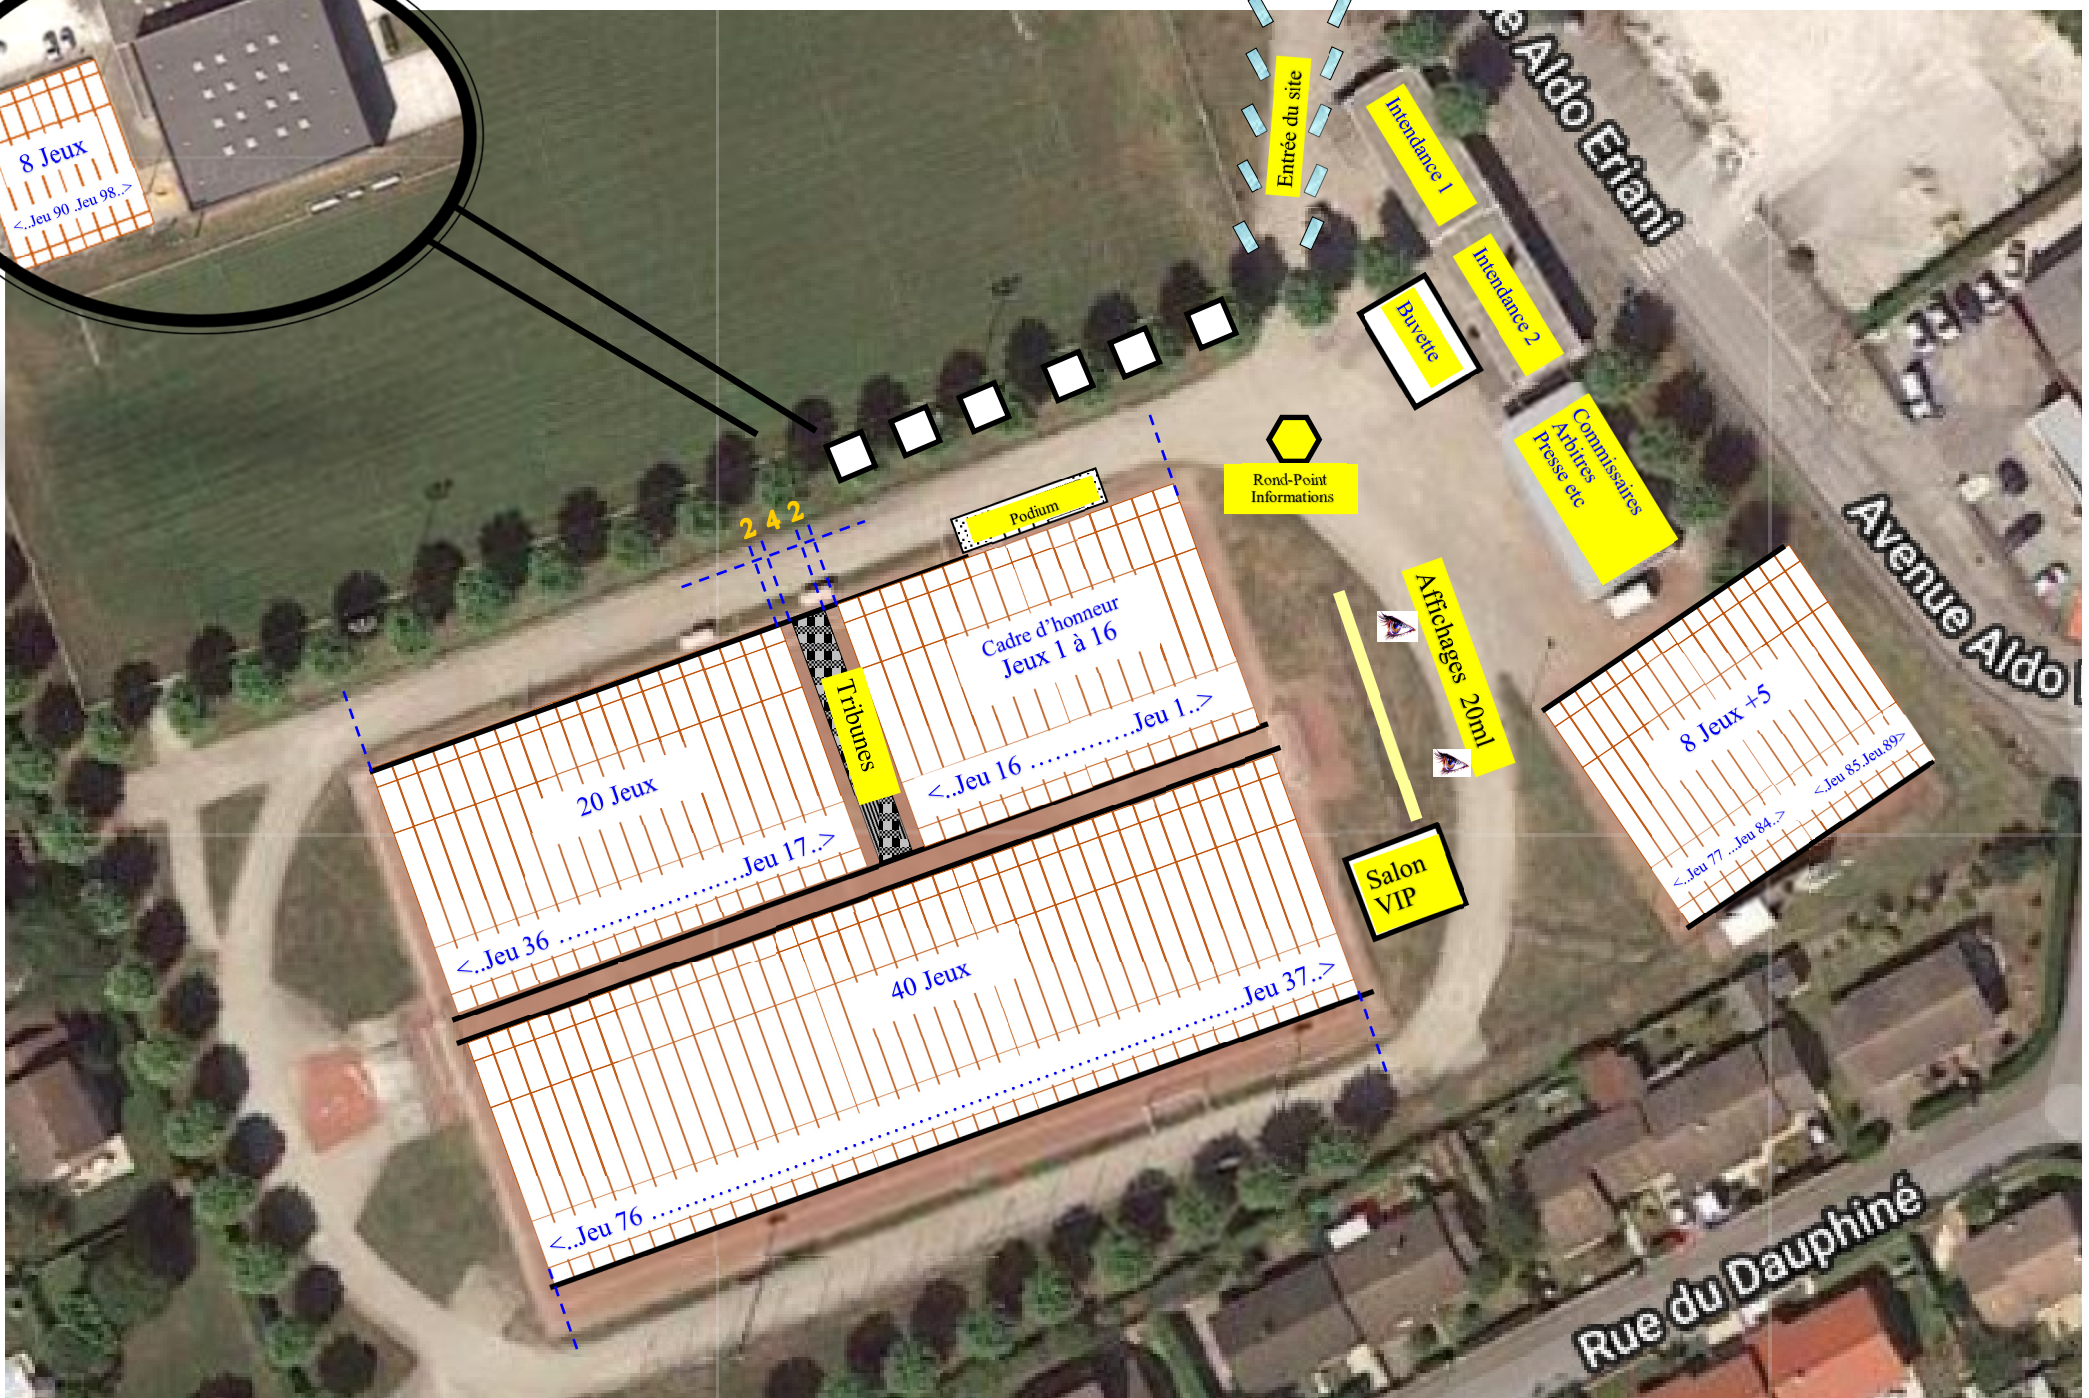 8 Jeux
<..Jeu 90 .Jeu 98..>
Entrée du site
Intendance 1
Intendance 2
Buvette
Aldo Eriani
Commissaires
Arbitres
Presse etc
Rond-Point
Informations
Podium
2 4 2
Cadre d'honneur
Jeux 1 à 16
<..Jeu 16 ...........Jeu 1..>
Tribunes
20 Jeux
<..Jeu 36 ....................Jeu 17..>
Affichages 20ml
Avenue Aldo
8 Jeux +5
<..Jeu 77 ...Jeu 84..>
<..Jeu 85.Jeu.89>
Salon
VIP
40 Jeux
<..Jeu 76 ......................................................Jeu 37..>
Rue du Dauphiné